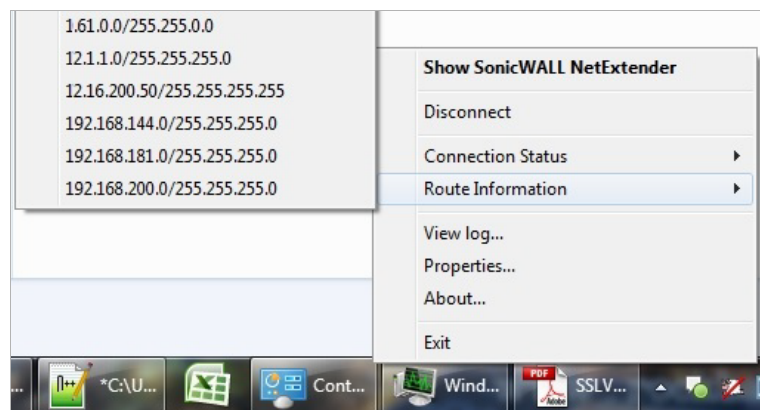 1.61.0.0/255.255.0.0
12.1.1.0/255.255.255.0
12.16.200.50/255.255.255.255
192.168.144.0/255.255.255.0
192.168.181.0/255.255.255.0
192.168.200.0/255.255.255.0
Show SonicWALL NetExtender
Disconnect
Connection Status
Route Information
View log...
Properties...
About...
Exit
...
*C:\U...
Cont...
Wind...
PDF
Adobe
SSLV...